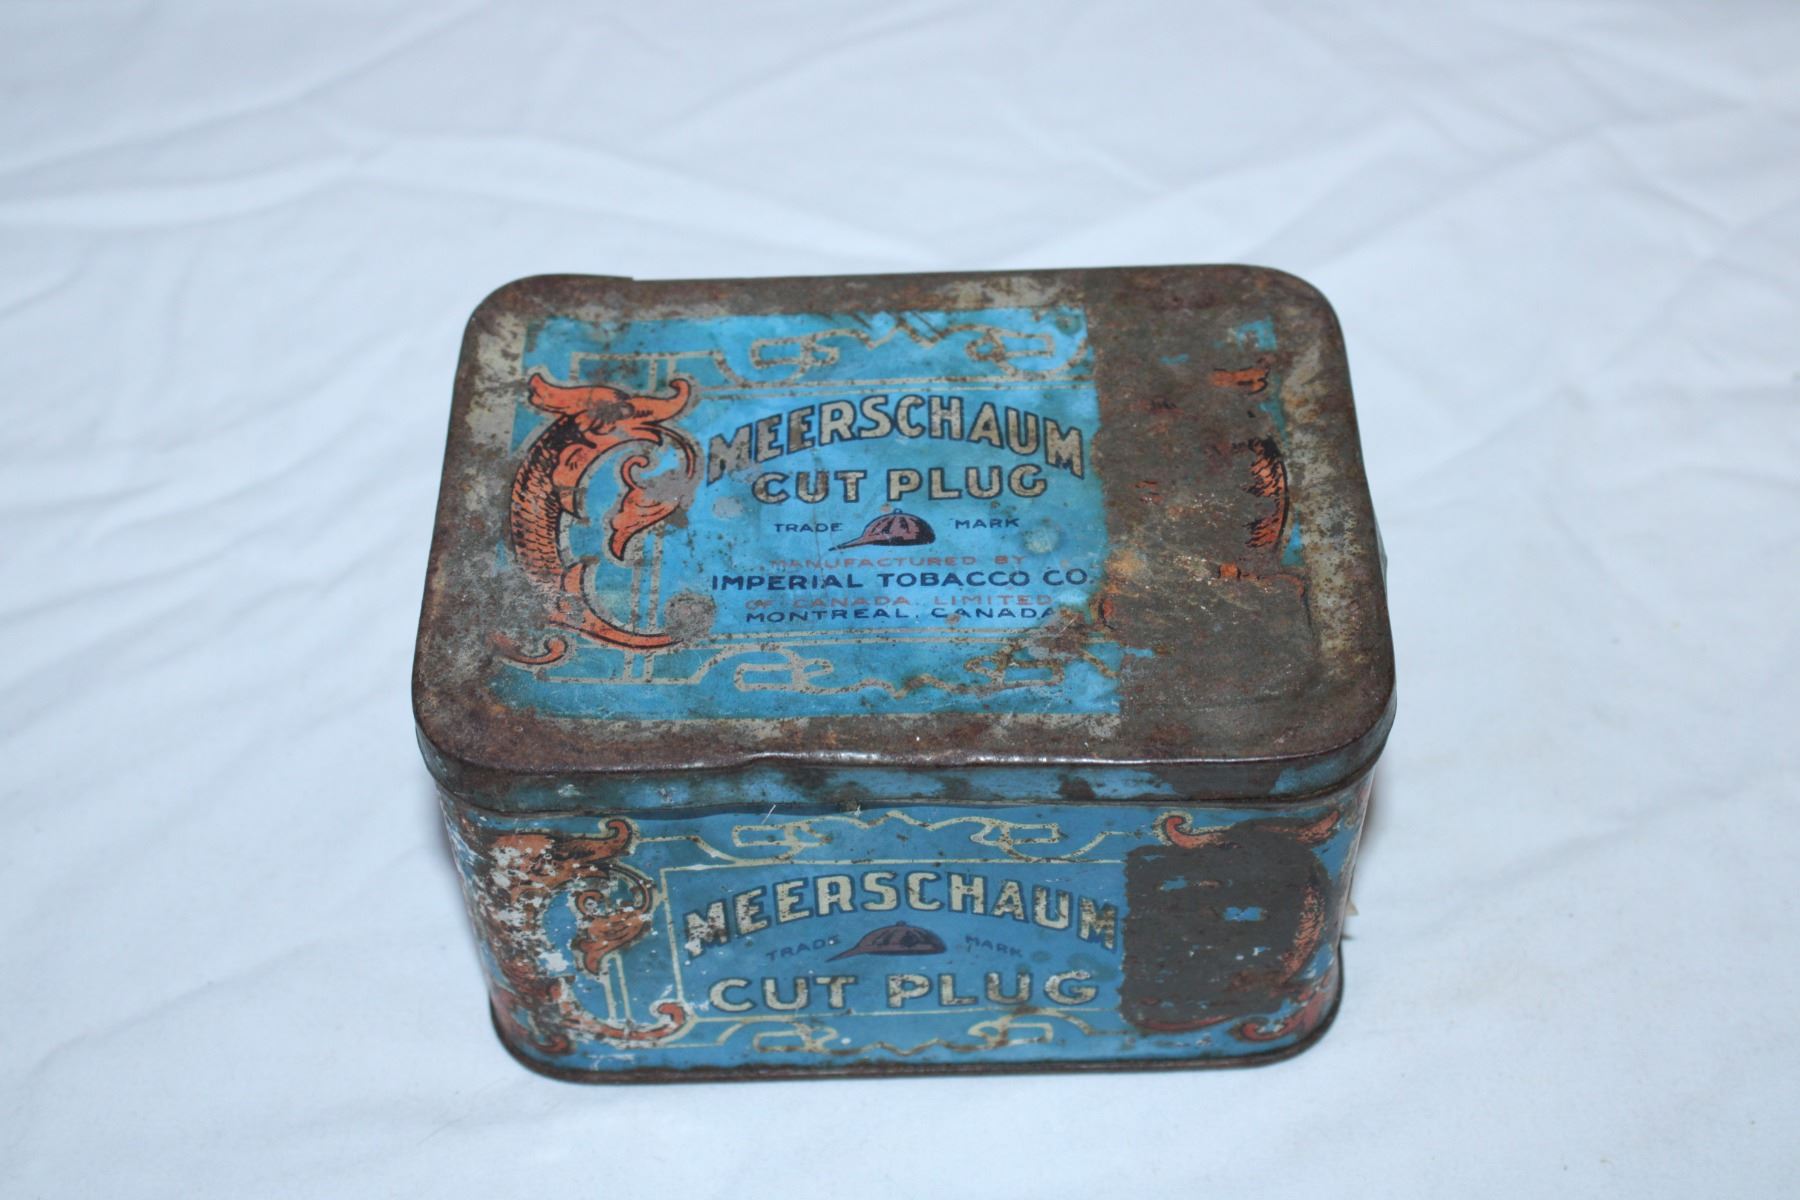 MEERSCHAUM
CUT PLUG
TRADE MARK
MANUFACTURED BY
IMPERIAL TOBACCO CO.
OF CANADA, LIMITED
MONTREAL, CANADA
MEERSCHAUM
TRADE MARK
CUT PLUG